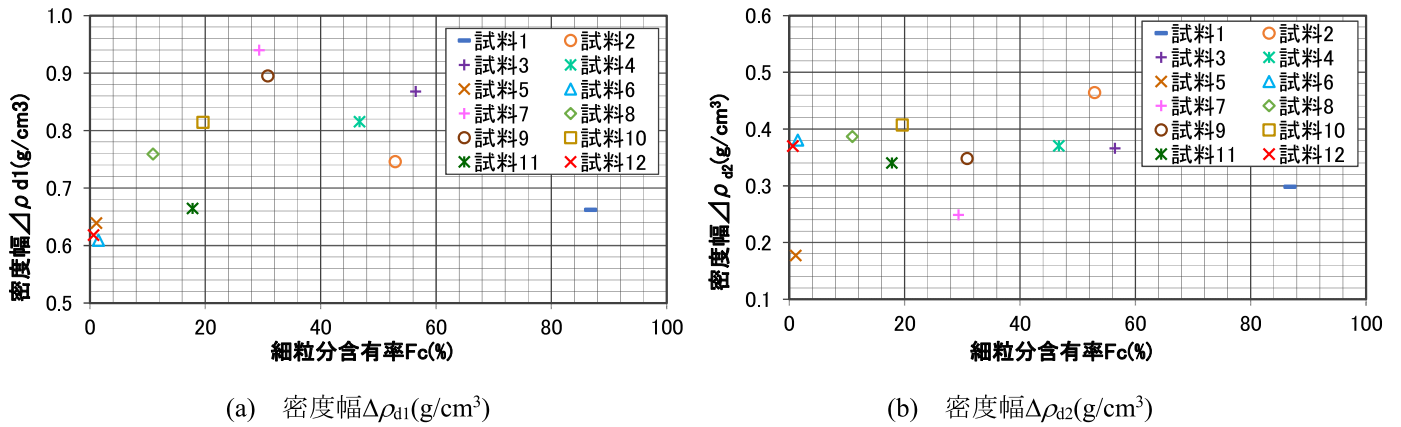 密度幅⊿ρ d1(g/cm3)
1.0
0.9
0.8
0.7
0.6
0.5
0
20
40
60
80
100
細粒分含有率Fc(%)
試料1 試料2
試料3 試料4
試料5 試料6
試料7 試料8
試料9 試料10
試料11 試料12
(a) 密度幅Δρd1(g/cm³)
密度幅⊿ρ d2(g/cm³)
0.6
0.5
0.4
0.3
0.2
0.1
0
20
40
60
80
100
細粒分含有率Fc(%)
試料1 試料2
試料3 試料4
試料5 試料6
試料7 試料8
試料9 試料10
試料11 試料12
(b) 密度幅Δρd2(g/cm³)